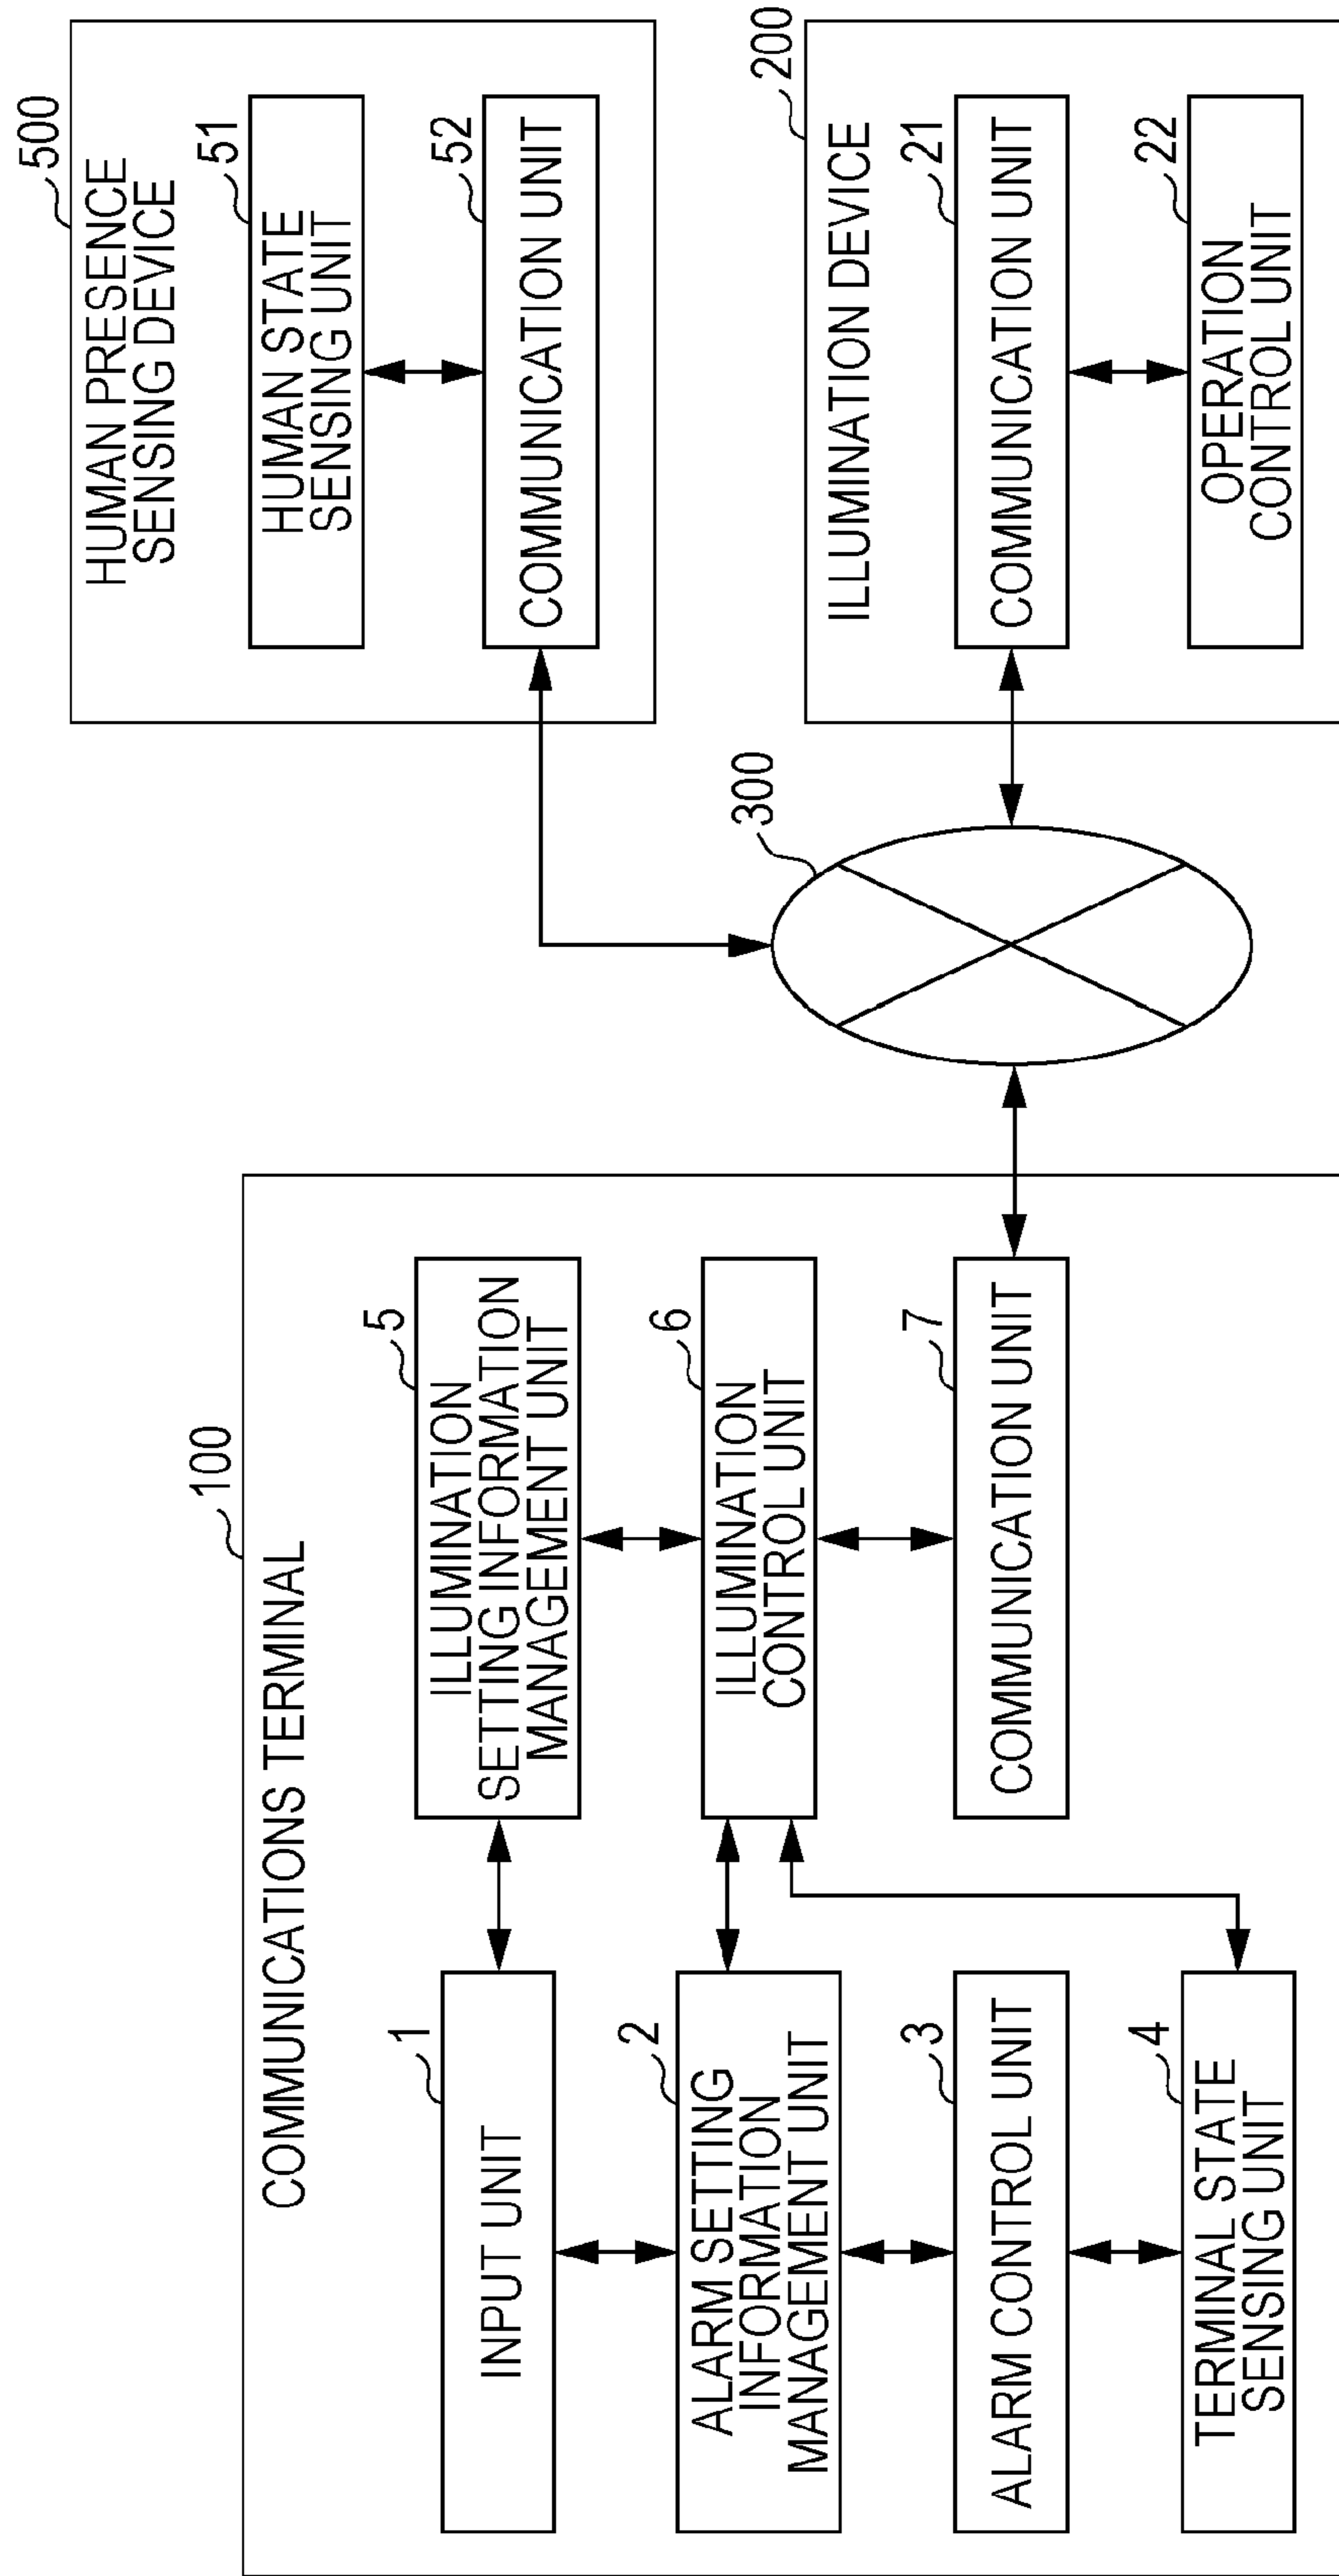 100
COMMUNICATIONS TERMINAL
1
INPUT UNIT
2
ALARM SETTING
INFORMATION
MANAGEMENT UNIT
3
ALARM CONTROL UNIT
4
TERMINAL STATE
SENSING UNIT
5
ILLUMINATION
SETTING INFORMATION
MANAGEMENT UNIT
6
ILLUMINATION
CONTROL UNIT
7
COMMUNICATION UNIT
300
500
HUMAN PRESENCE
SENSING DEVICE
51
HUMAN STATE
SENSING UNIT
52
COMMUNICATION UNIT
200
ILLUMINATION DEVICE
21
COMMUNICATION UNIT
22
OPERATION
CONTROL UNIT